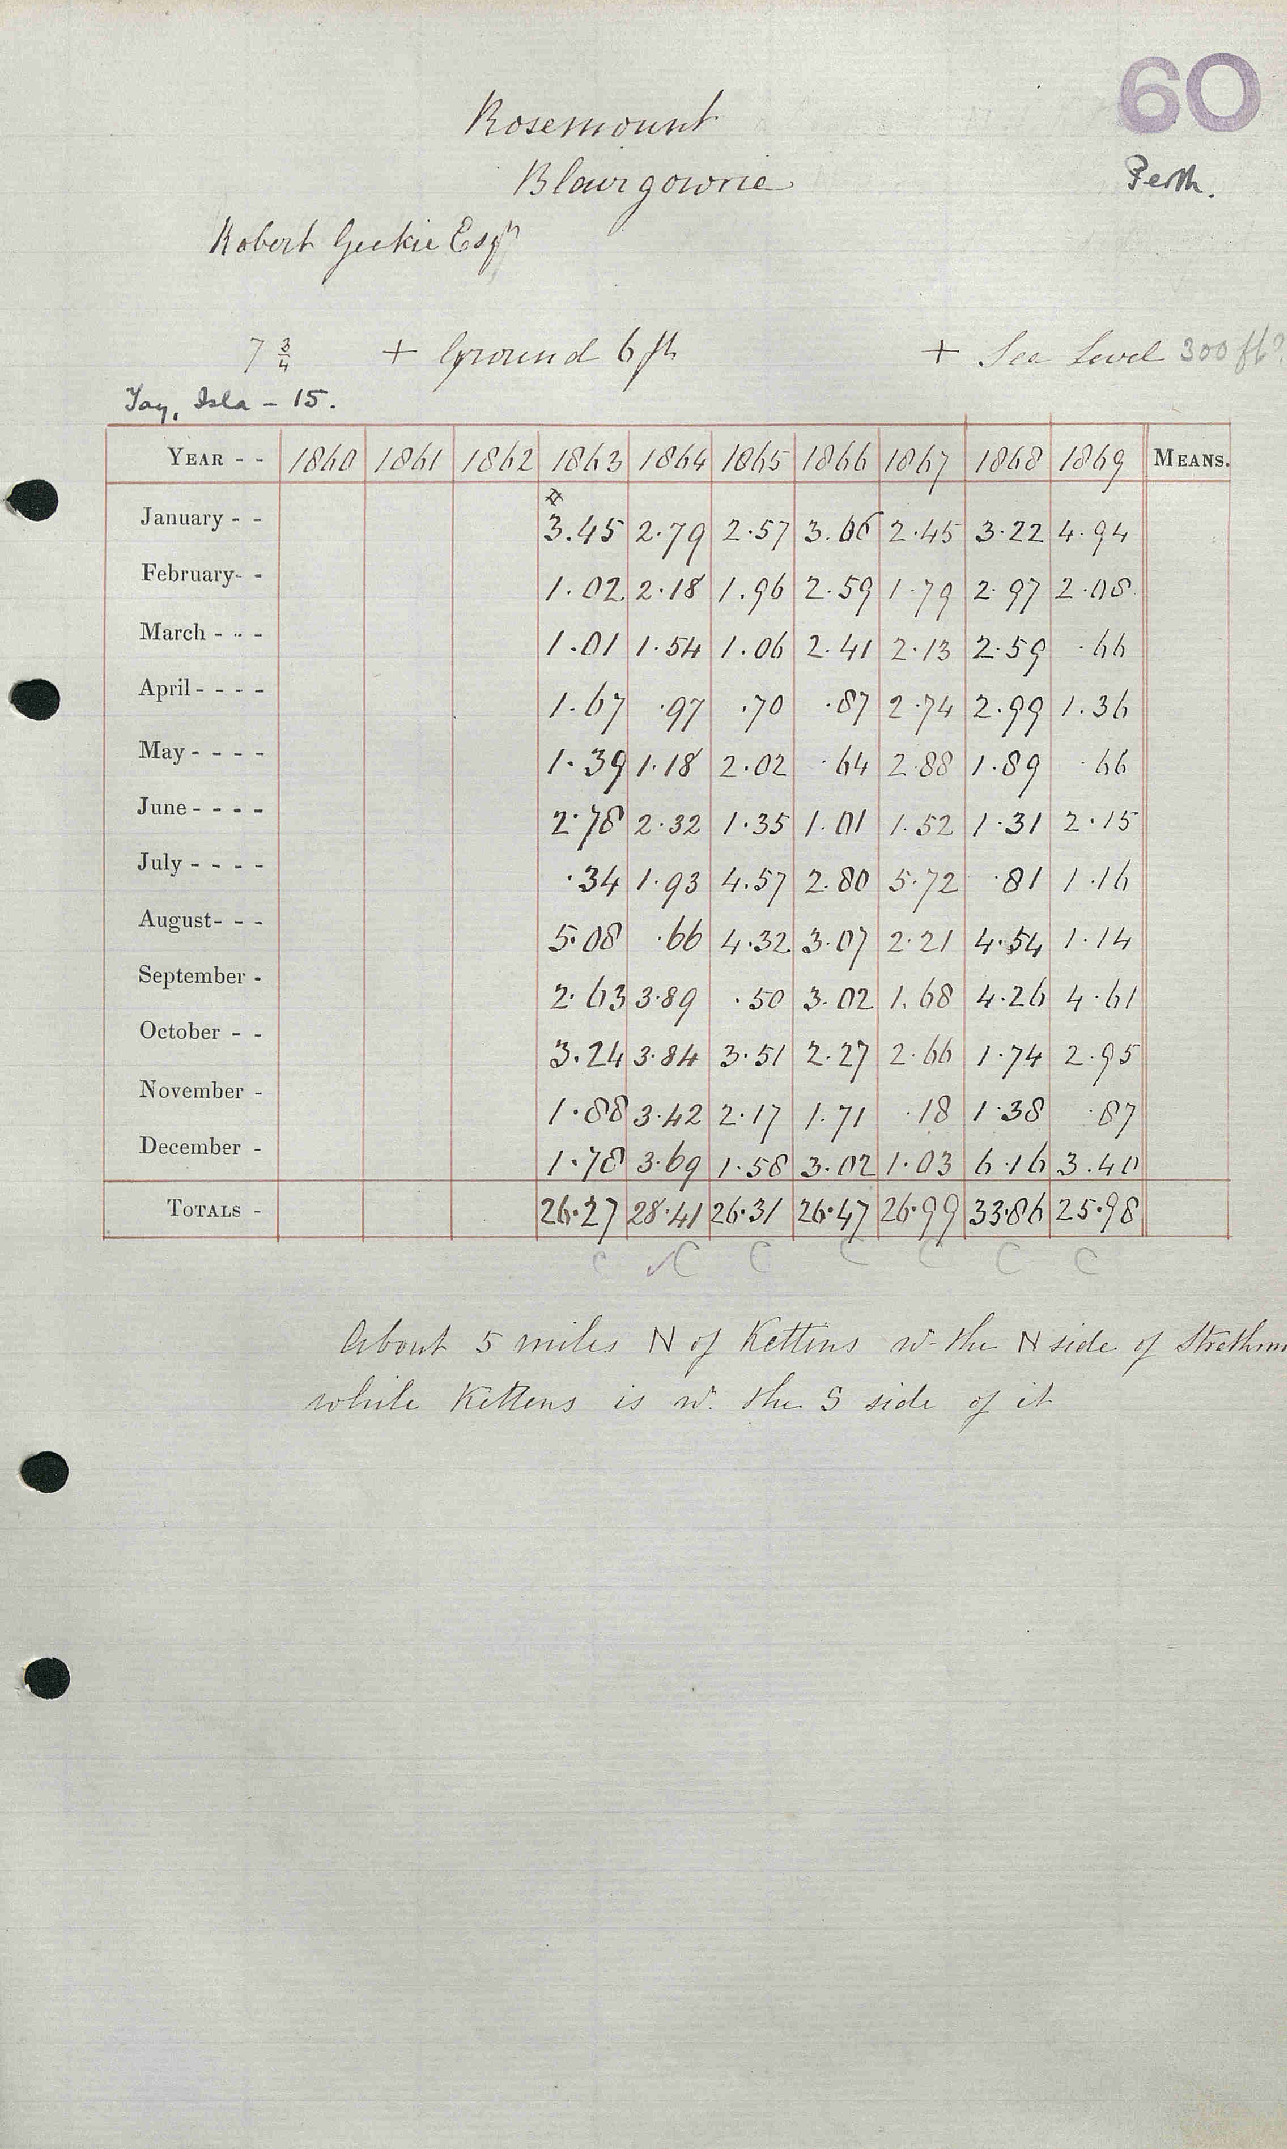 60
Rosemount
Blairgowrie
Perth.
Robert Geekie Esqr
7 3/4 + Ground 6 ft + Sea Level 300 ft?
Tay, Isla - 15.
YEAR - - 1860 1861 1862 1863 1864 1865 1866 1867 1868 1869 MEANS.
January - - 3.45 2.79 2.57 3.06 2.45 3.22 4.94
February - - 1.02 2.18 1.96 2.59 1.79 2.97 2.08
March - - - 1.01 1.54 1.06 2.41 2.13 2.59 .66
April - - - - 1.67 .97 .70 .87 2.74 2.99 1.36
May - - - - 1.39 1.18 2.02 .64 2.88 1.89 .66
June - - - - 2.78 2.32 1.35 1.01 1.52 1.31 2.15
July - - - - .34 1.93 4.57 2.80 5.72 .81 1.16
August - - - 5.08 .66 4.32 3.07 2.21 4.54 1.14
September - 2.63 3.89 .50 3.02 1.68 4.26 4.61
October - - 3.24 3.84 3.51 2.27 2.66 1.74 2.95
November - 1.88 3.42 2.17 1.71 .18 1.38 .87
December - 1.78 3.69 1.58 3.02 1.03 6.16 3.40
TOTALS - 26.27 28.41 26.31 26.47 26.99 33.86 25.98
c C C C C C C
About 5 miles N of Kettins the N side of
while Kettens is the S side of it